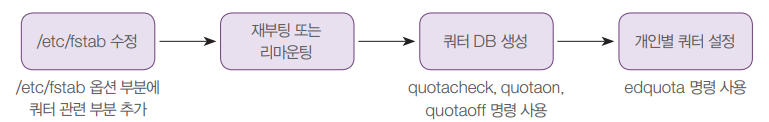 /etc/fstab 수정
재부팅 또는
리마운팅
쿼터 DB 생성
개인별 쿼터 설정
/etc/fstab 옵션 부분에
쿼터 관련 부분 추가
quotacheck, quotaon,
quotaoff 명령 사용
edquota 명령 사용